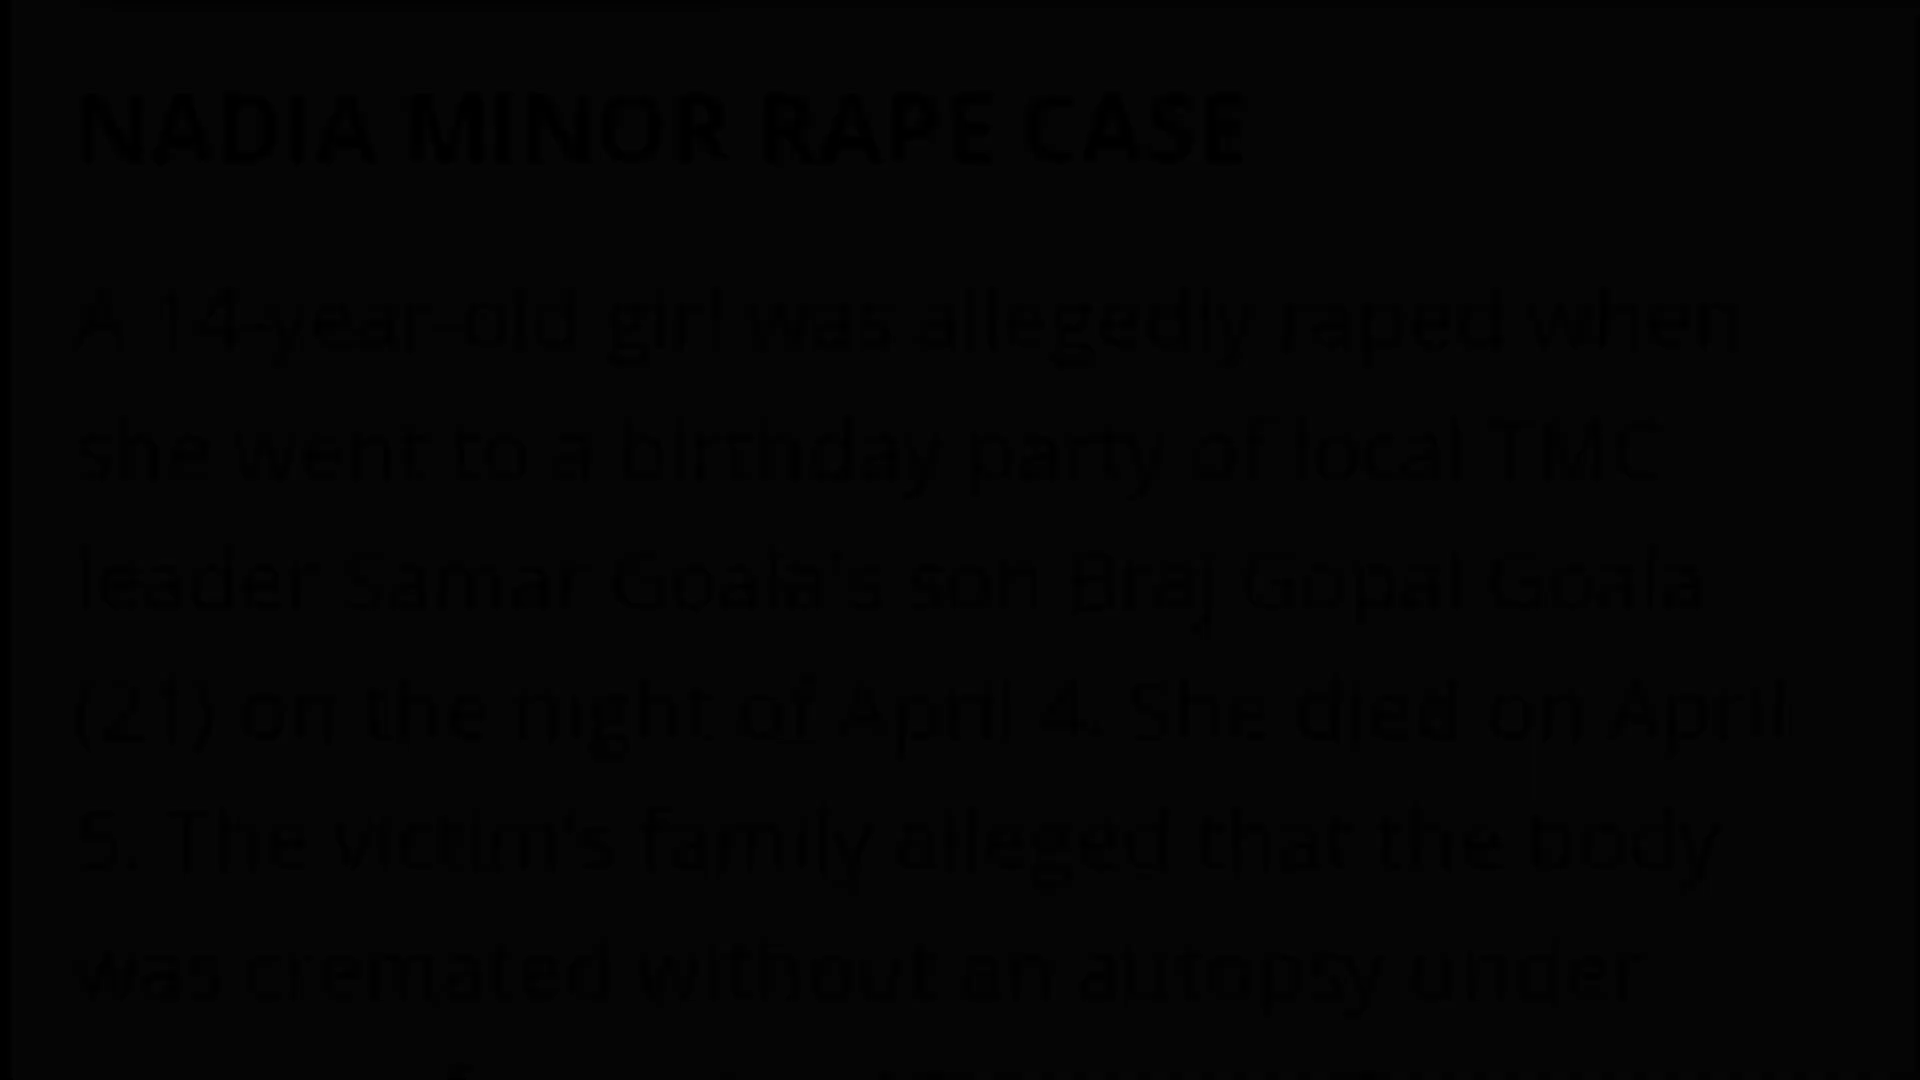 NADIA MINOR RAPE CASE
A 14-year-old girl was allegedly raped when
she went to a birthday party of local TMC
leader Samar Goala's son Braj Gopal Goala
(21) on the night of April 4. She died on April
5. The victim's family alleged that the body
was cremated without an autopsy under